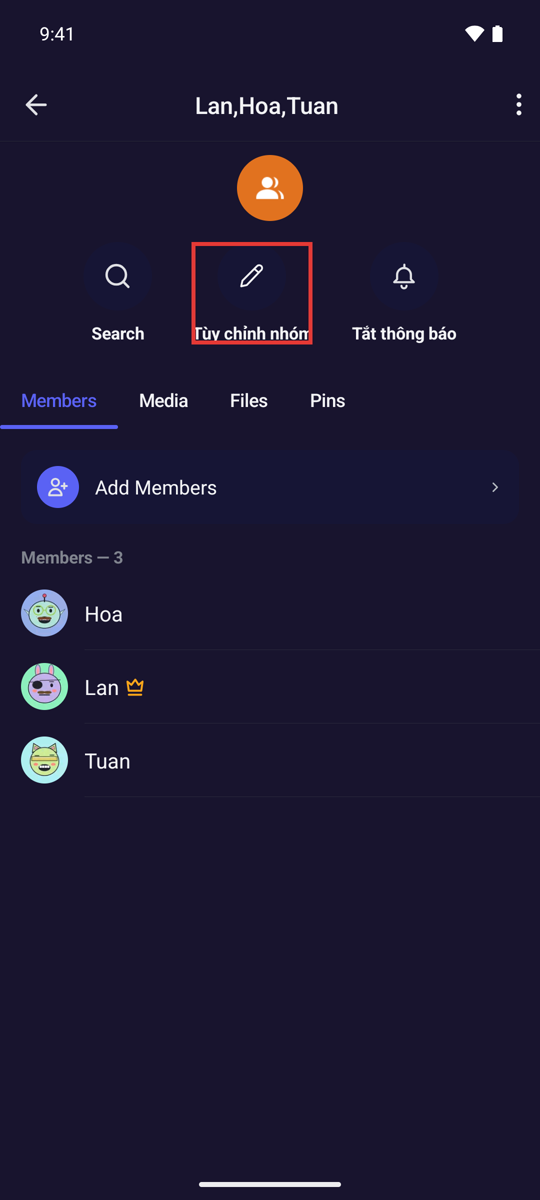 9:41
Lan,Hoa,Tuan
Search
Tùy chỉnh nhóm
Tắt thông báo
Members
Media
Files
Pins
Add Members
Members — 3
Hoa
Lan
Tuan